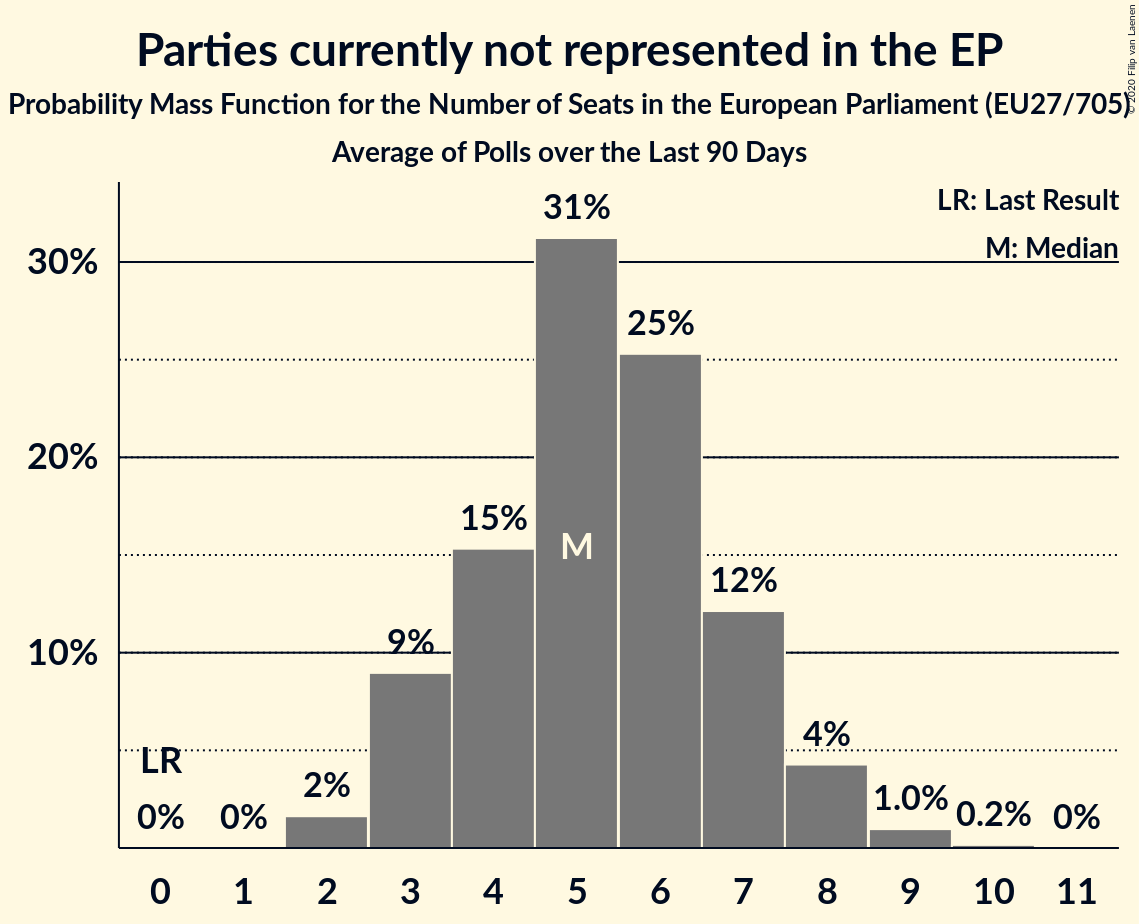 Parties currently not represented in the EP
Probability Mass Function for the Number of Seats in the European Parliament (EU27/705)
Average of Polls over the Last 90 Days
© 2020 Filip van Laenen
LR: Last Result
M: Median
30%
20%
10%
LR
0%
0%
2%
9%
15%
31%
M
25%
12%
4%
1.0%
0.2%
0%
0 1 2 3 4 5 6 7 8 9 10 11